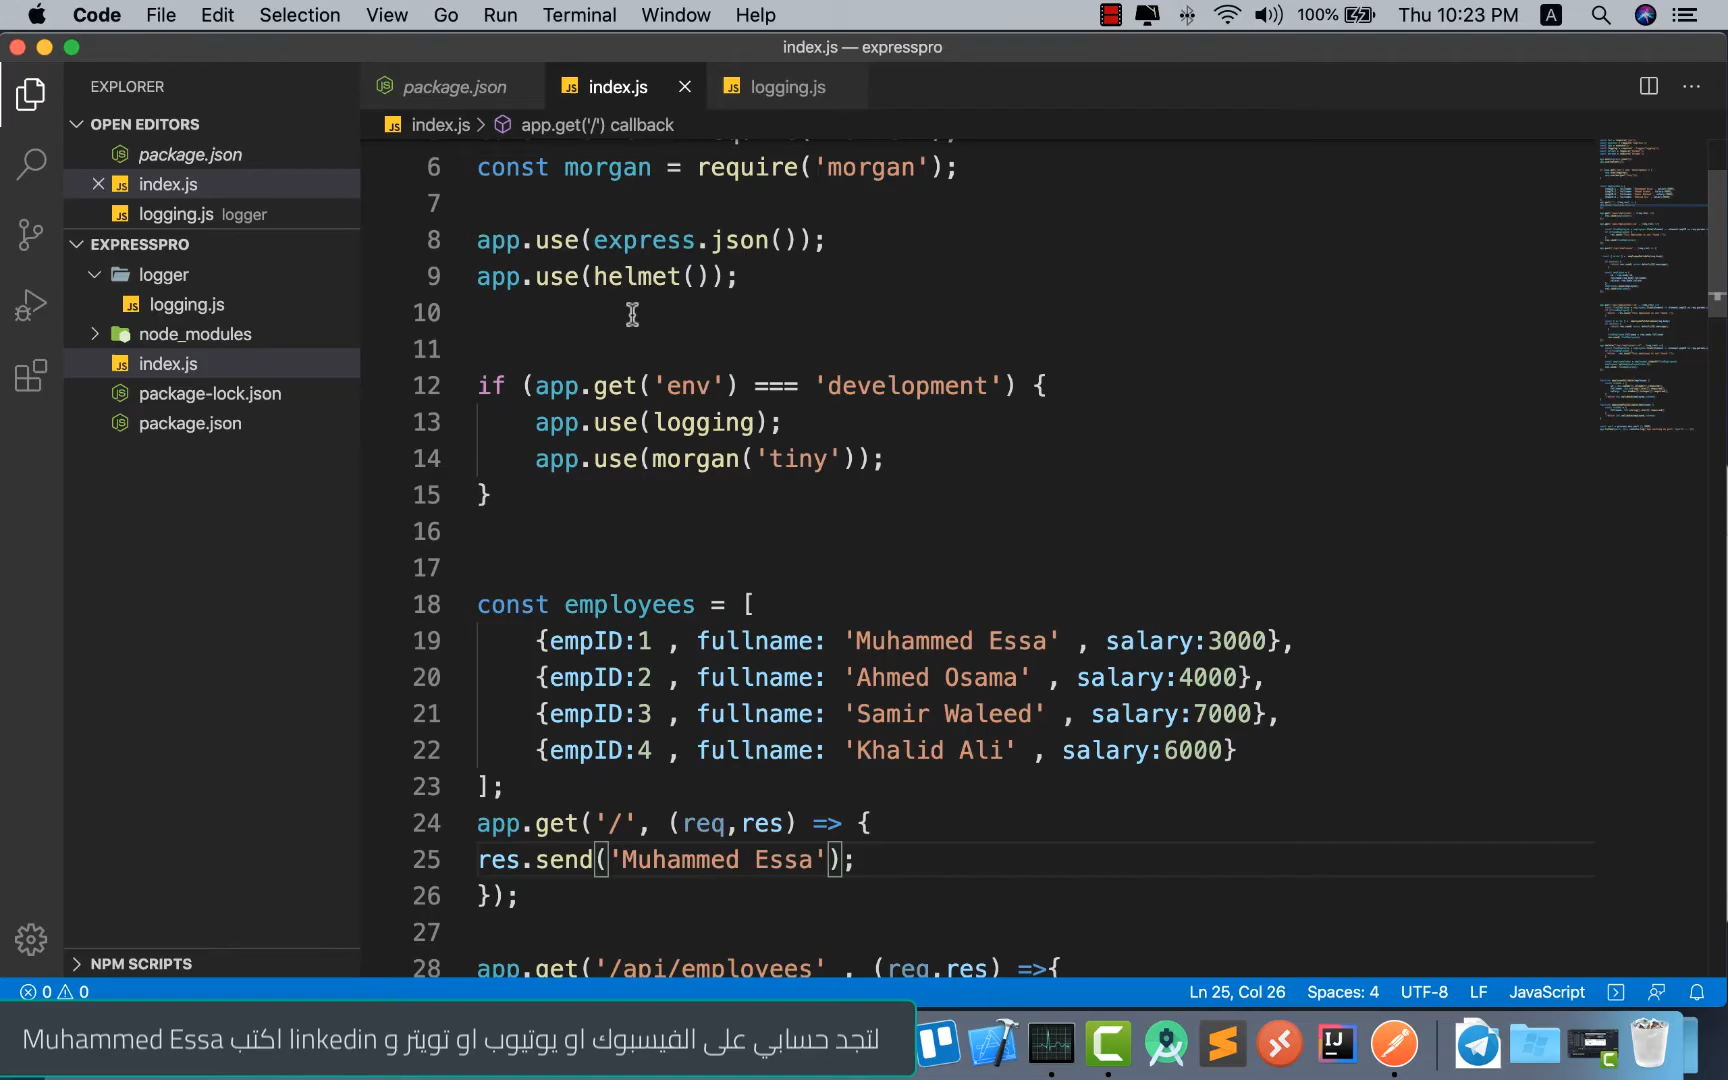 Code File Edit Selection View Go Run Terminal Window Help 100% Thu 10:23 PM A
index.js — expresspro
EXPLORER
OPEN EDITORS
package.json
index.js
logging.js logger
EXPRESSPRO
logger
logging.js
node_modules
index.js
package-lock.json
package.json
NPM SCRIPTS
package.json index.js logging.js
index.js > app.get('/') callback
6 const morgan = require('morgan');
7
8 app.use(express.json());
9 app.use(helmet());
10
11
12 if (app.get('env') === 'development') {
13 app.use(logging);
14 app.use(morgan('tiny'));
15 }
16
17
18 const employees = [
19 {empID:1 , fullname: 'Muhammed Essa' , salary:3000},
20 {empID:2 , fullname: 'Ahmed Osama' , salary:4000},
21 {empID:3 , fullname: 'Samir Waleed' , salary:7000},
22 {empID:4 , fullname: 'Khalid Ali' , salary:6000}
23 ];
24 app.get('/', (req,res) => {
25 res.send('Muhammed Essa');
26 });
27
28 app.get('/api/employees' , (req,res) =>{
0 0 Ln 25, Col 26 Spaces: 4 UTF-8 LF JavaScript
لتجد حسابي على الفيسبوك او يوتيوب او تويتر و linkedin اكتب Muhammed Essa
IJ